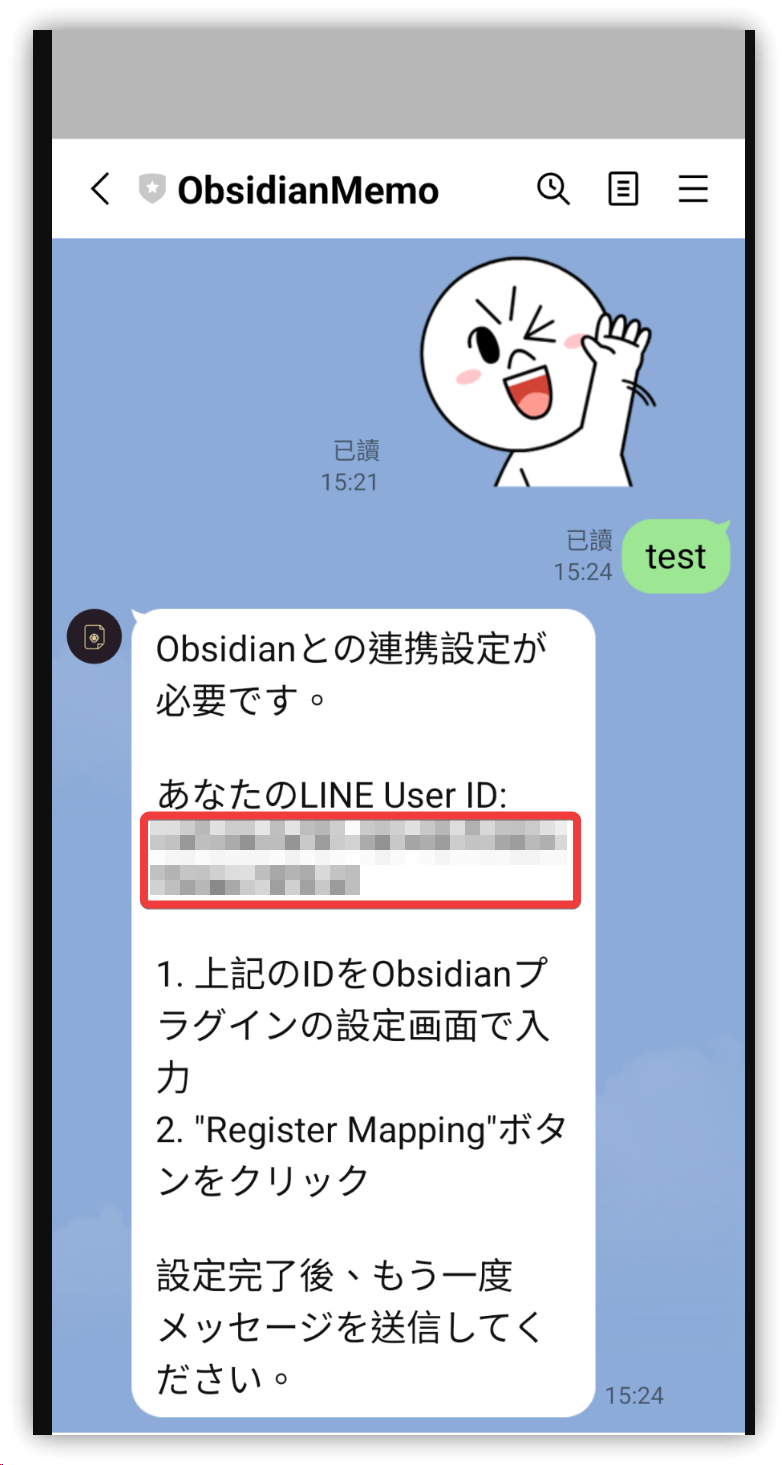 ObsidianMemo
已讀
15:21
已讀
15:24
test
Obsidianとの連携設定が
必要です。
あなたのLINE User ID:
1. 上記のIDをObsidianプ
ラグインの設定画面で入
力
2. "Register Mapping"ボタ
ンをクリック
設定完了後、もう一度
メッセージを送信してく
ださい。
15:24